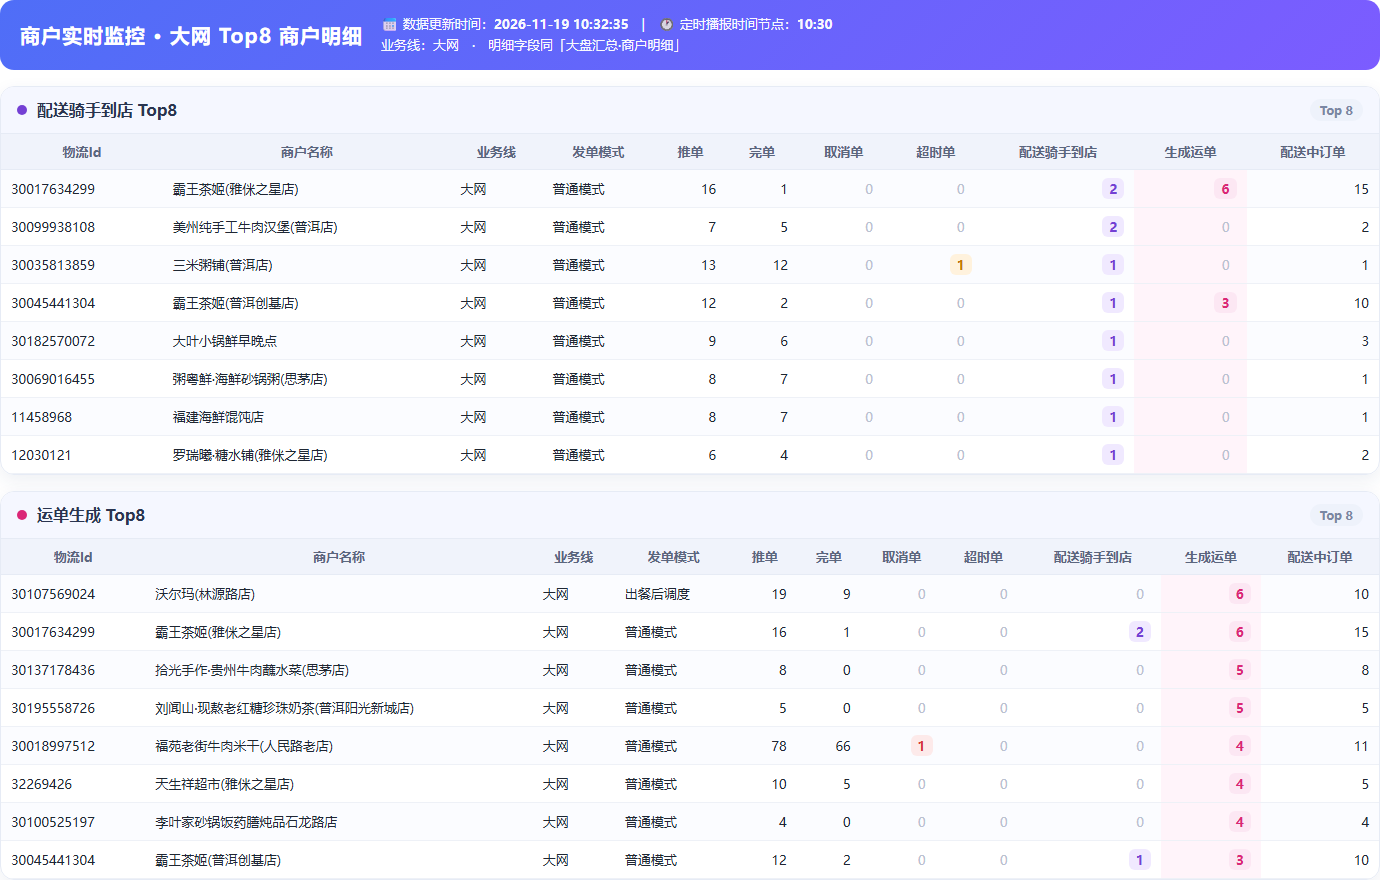 商户实时监控 • 大网 Top8 商户明细
数据更新时间：2026-11-19 10:32:35 | 定时播报时间节点：10:30
业务线：大网 · 明细字段同「大盘汇总·商户明细」
配送骑手到店 Top8 Top 8
物流Id 商户名称 业务线 发单模式 推单 完单 取消单 超时单 配送骑手到店 生成运单 配送中订单
30017634299 霸王茶姬(雅㑇之星店) 大网 普通模式 16 1 0 0 2 6 15
30099938108 美州纯手工牛肉汉堡(普洱店) 大网 普通模式 7 5 0 0 2 0 2
30035813859 三米粥铺(普洱店) 大网 普通模式 13 12 0 1 1 0 1
30045441304 霸王茶姬(普洱创基店) 大网 普通模式 12 2 0 0 1 3 10
30182570072 大叶小锅鲜早晚点 大网 普通模式 9 6 0 0 1 0 3
30069016455 粥粤鲜·海鲜砂锅粥(思茅店) 大网 普通模式 8 7 0 0 1 0 1
11458968 福建海鲜馄饨店 大网 普通模式 8 7 0 0 1 0 1
12030121 罗瑞曦·糖水铺(雅㑇之星店) 大网 普通模式 6 4 0 0 1 0 2
运单生成 Top8 Top 8
物流Id 商户名称 业务线 发单模式 推单 完单 取消单 超时单 配送骑手到店 生成运单 配送中订单
30107569024 沃尔玛(林源路店) 大网 出餐后调度 19 9 0 0 0 6 10
30017634299 霸王茶姬(雅㑇之星店) 大网 普通模式 16 1 0 0 2 6 15
30137178436 拾光手作·贵州牛肉蘸水菜(思茅店) 大网 普通模式 8 0 0 0 0 5 8
30195558726 刘闻山·现熬老红糖珍珠奶茶(普洱阳光新城店) 大网 普通模式 5 0 0 0 0 5 5
30018997512 福苑老街牛肉米干(人民路老店) 大网 普通模式 78 66 1 0 0 4 11
32269426 天生祥超市(雅㑇之星店) 大网 普通模式 10 5 0 0 0 4 5
30100525197 李叶家砂锅饭药膳炖品石龙路店 大网 普通模式 4 0 0 0 0 4 4
30045441304 霸王茶姬(普洱创基店) 大网 普通模式 12 2 0 0 1 3 10